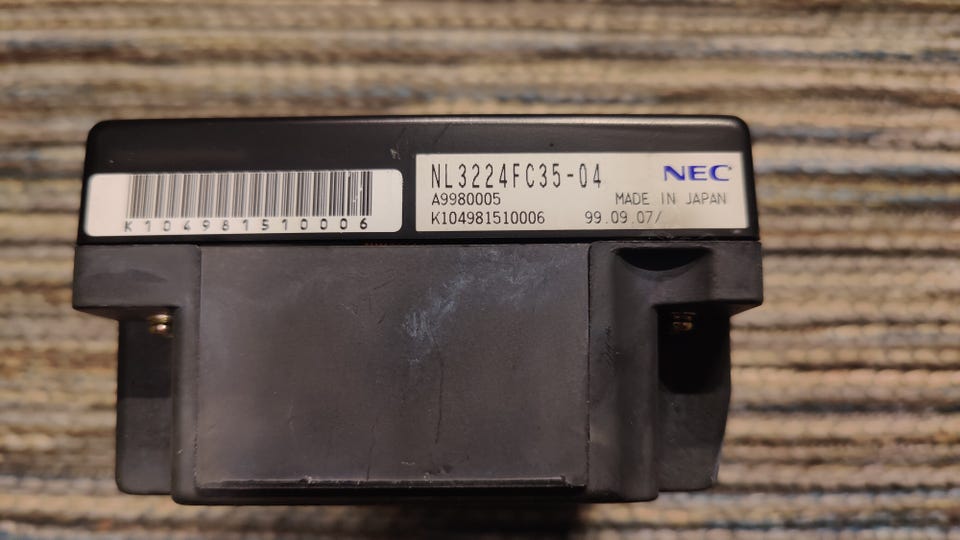 K104981510006
NL3224FC35-04 NEC
A9980005 MADE IN JAPAN
K104981510006 99.09.07/